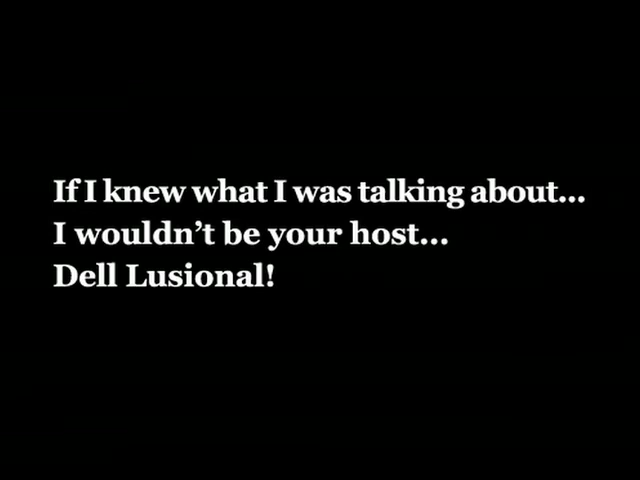 If I knew what I was talking about...
I wouldn’t be your host...
Dell Lusional!